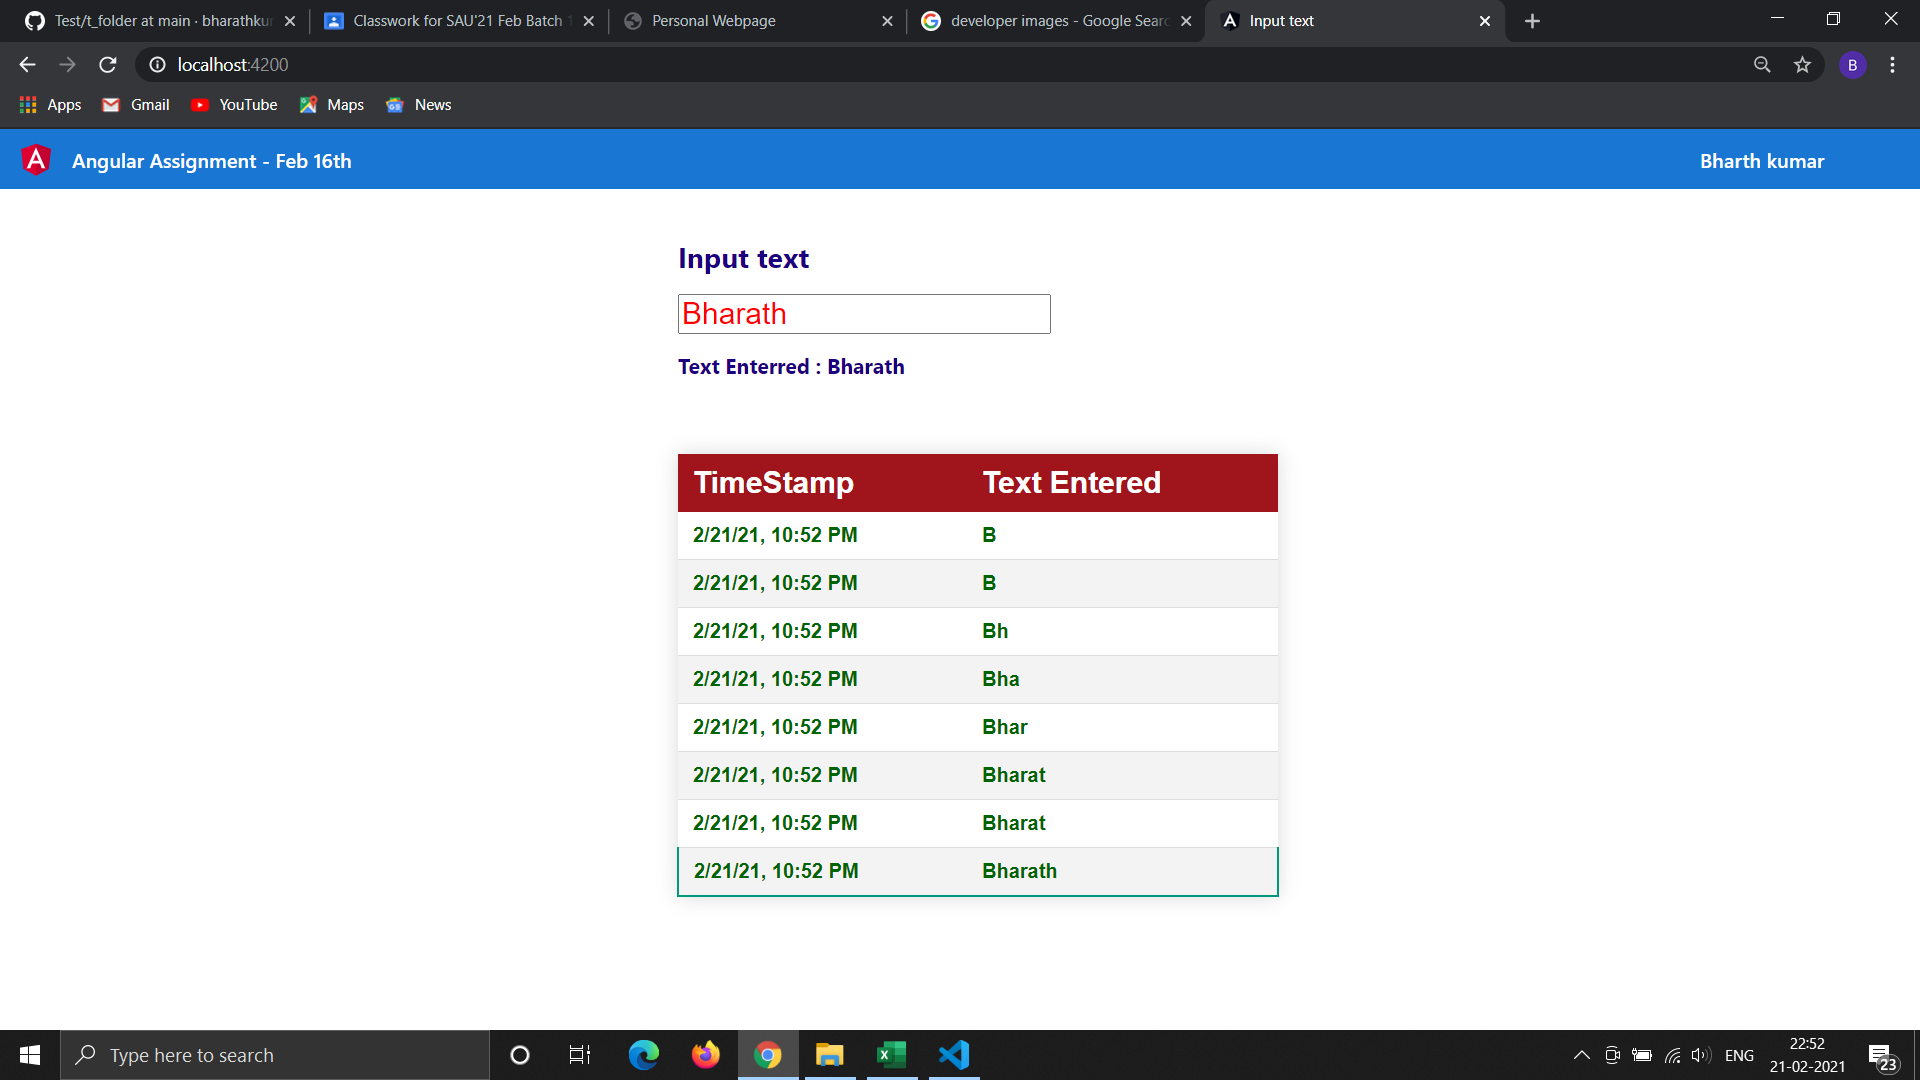 Test/t_folder at main · bharathkur
Classwork for SAU'21 Feb Batch 1
Personal Webpage
developer images - Google Searc
Input text
localhost:4200
B
Apps
Gmail
YouTube
Maps
News
Angular Assignment - Feb 16th
Bharth kumar
Input text
Bharath
Text Enterred : Bharath
TimeStamp Text Entered
2/21/21, 10:52 PM B
2/21/21, 10:52 PM B
2/21/21, 10:52 PM Bh
2/21/21, 10:52 PM Bha
2/21/21, 10:52 PM Bhar
2/21/21, 10:52 PM Bharat
2/21/21, 10:52 PM Bharat
2/21/21, 10:52 PM Bharath
Type here to search
ENG
22:52
21-02-2021
23